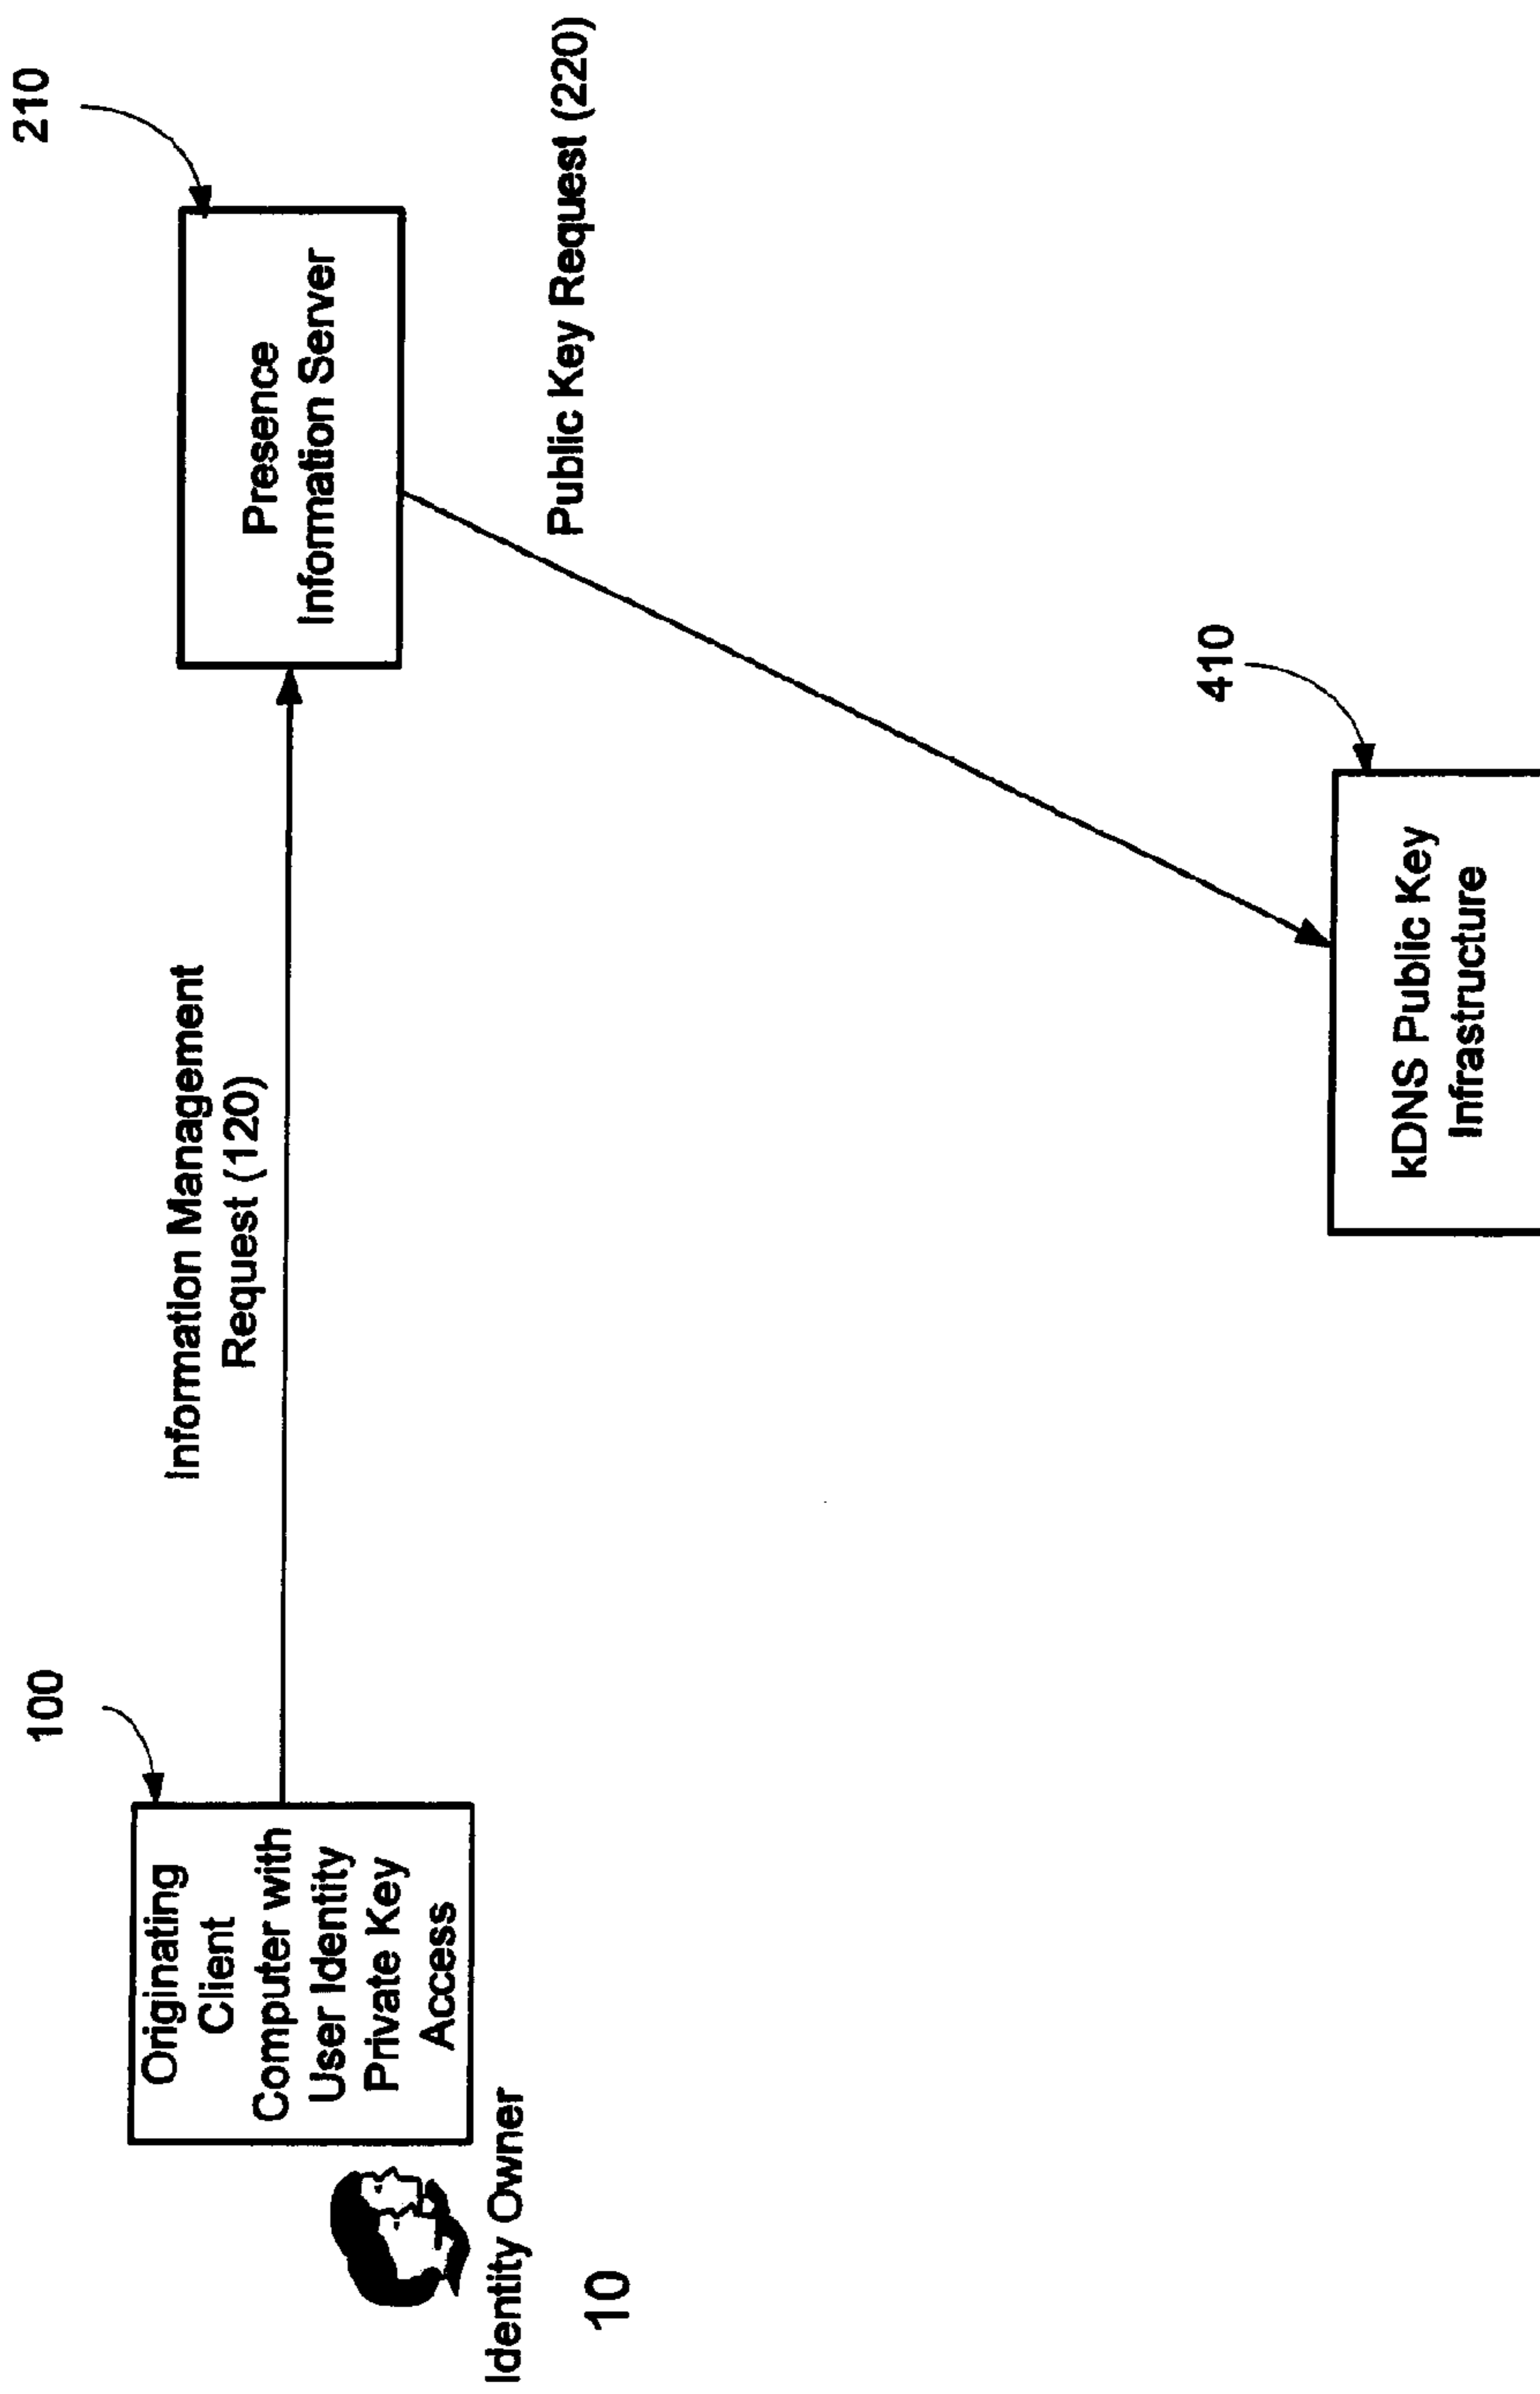 100
Originating
Client
Computer with
User Identity
Private Key
Access
Identity Owner
10
Information Management
Request (120)
210
Presence
Information Server
Public Key Request (220)
410
kDNS Public Key
Infrastructure